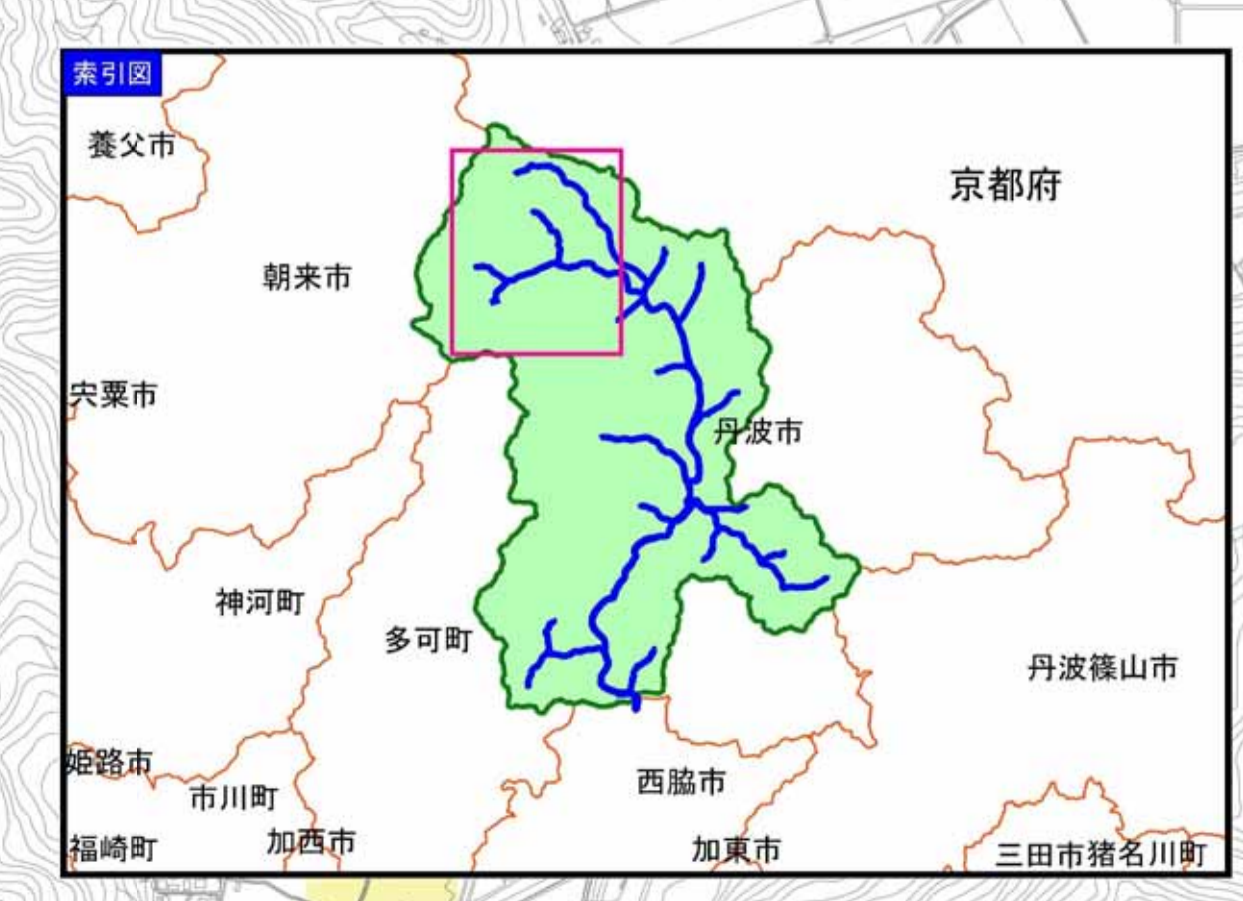 索引図
養父市
京都府
朝来市
宍粟市
丹波市
神河町
多可町
丹波篠山市
姫路市
西脇市
市川町
加西市
福崎町
加東市
三田市猪名川町